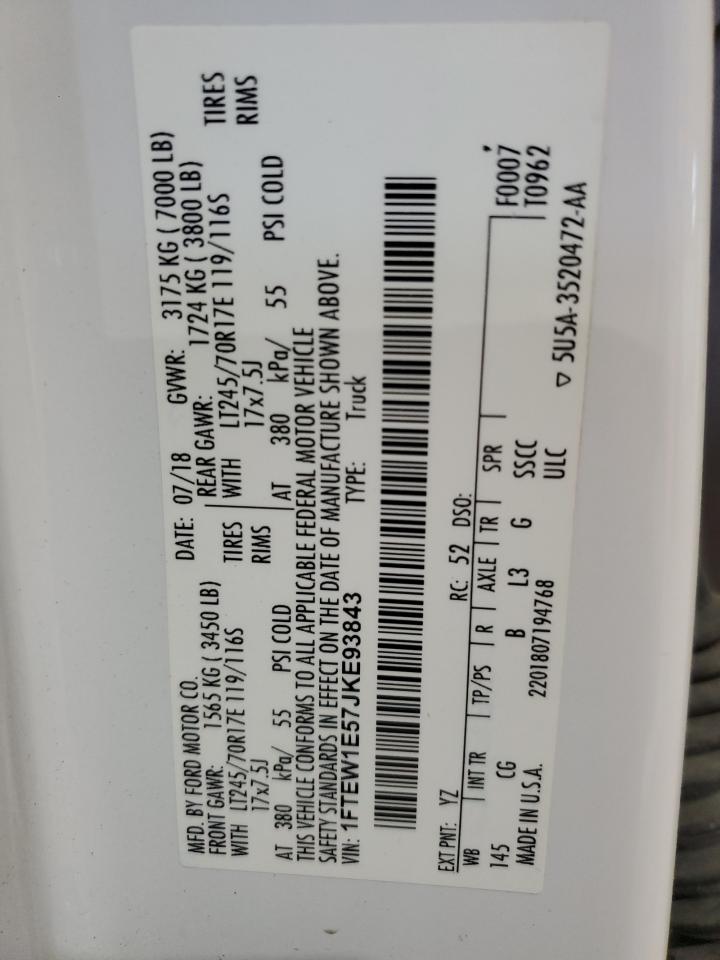 MFD. BY FORD MOTOR CO.
DATE: 07/18 GVWR: 3175 KG ( 7000 LB)
FRONT GAWR: 1565 KG ( 3450 LB)
REAR GAWR: 1724 KG ( 3800 LB)
WITH LT245/70R17E 119/116S TIRES
WITH LT245/70R17E 119/116S TIRES
17x7.5J RIMS
17x7.5J RIMS
AT 380 kPa/ 55 PSI COLD
AT 380 kPa/ 55 PSI COLD
THIS VEHICLE CONFORMS TO ALL APPLICABLE FEDERAL MOTOR VEHICLE
SAFETY STANDARDS IN EFFECT ON THE DATE OF MANUFACTURE SHOWN ABOVE.
VIN: 1FTEW1E57JKE93843 TYPE: Truck
EXT PNT: YZ RC: 52 DSO:
WB INT TR TP/PS R AXLE TR SPR F0007
145 CG B L3 G SSCC T0962
MADE IN U.S.A. 2201807194768 ULC
▽ 5U5A-3520472-AA